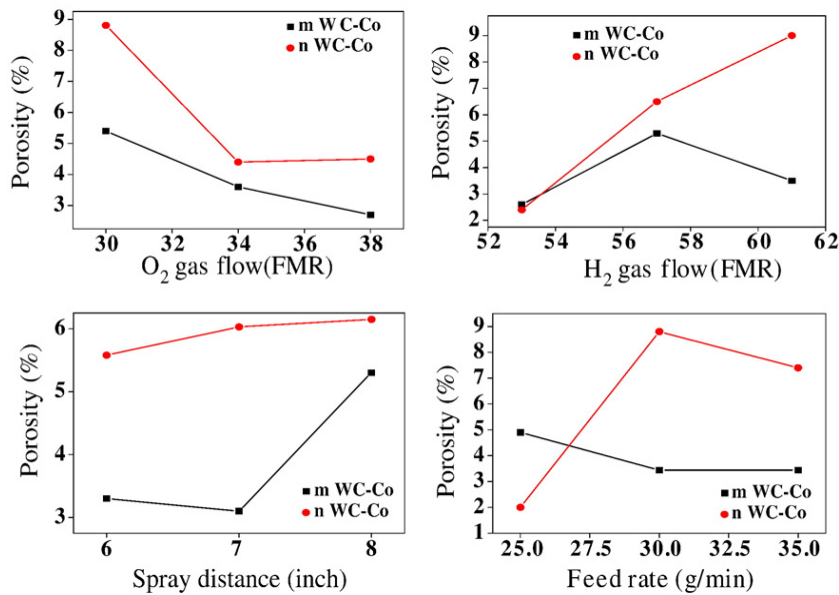 9
8
7
6
5
4
3
Porosity (%)
m WC-Co
n WC-Co
30 32 34 36 38
O2 gas flow(FMR)
9
8
7
6
5
4
3
2
Porosity (%)
m WC-Co
n WC-Co
52 54 56 58 60 62
H2 gas flow(FMR)
6
5
4
3
Porosity (%)
m WC-Co
n WC-Co
6 7 8
Spray distance (inch)
9
8
7
6
5
4
3
2
1
Porosity (%)
m WC-Co
n WC-Co
25.0 27.5 30.0 32.5 35.0
Feed rate (g/min)